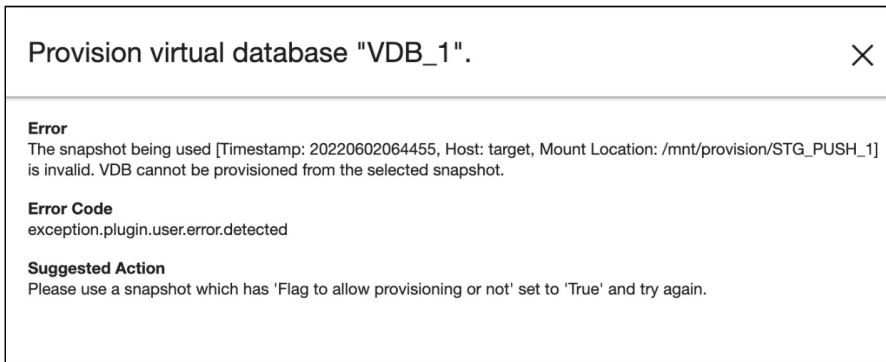 Provision virtual database "VDB_1".
Error
The snapshot being used [Timestamp: 20220602064455, Host: target, Mount Location: /mnt/provision/STG_PUSH_1]
is invalid. VDB cannot be provisioned from the selected snapshot.
Error Code
exception.plugin.user.error.detected
Suggested Action
Please use a snapshot which has 'Flag to allow provisioning or not' set to 'True' and try again.